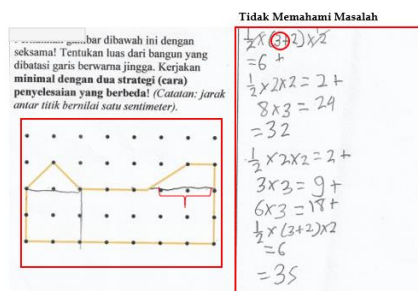 Tidak Memahami Masalah
dibawah ini dengan
seksama! Tentukan luas dari bangun yang
dibatasi garis berwarna jingga. Kerjakan
minimal dengan dua strategi (cara)
penyelesaian yang berbeda! (Catatan: jarak
antar titik bernilai satu sentimeter).
½ × (3+2) × 1/2
= 6 +
½ × 2 × 2 = 2 +
8 × 3 = 24
= 32
½ × 2 × 2 = 2 +
3 × 3 = 9 +
6 × 3 = 18 +
½ × (3+2) × 2
= 6
= 35